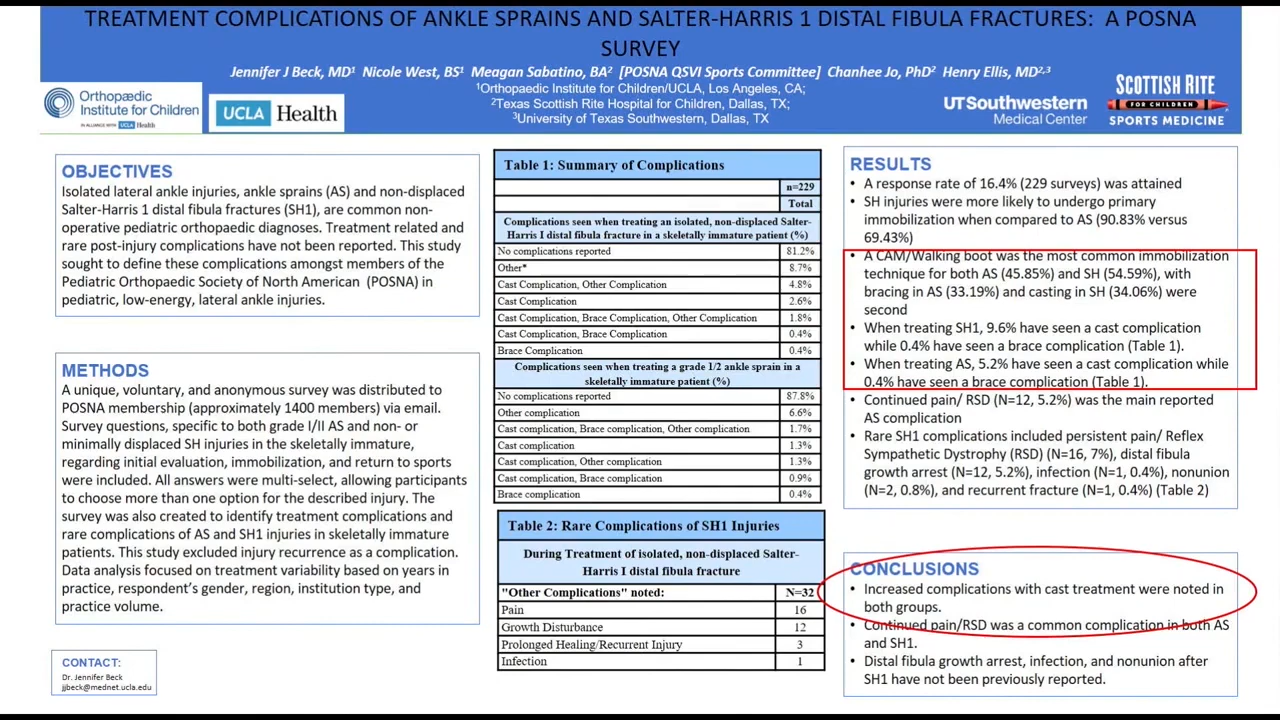 TREATMENT COMPLICATIONS OF ANKLE SPRAINS AND SALTER-HARRIS 1 DISTAL FIBULA FRACTURES: A POSNA
SURVEY
Jennifer J Beck, MD1 Nicole West, BS1 Meagan Sabatino, BA2 [POSNA QSVI Sports Committee] Chanhee Jo, PhD2 Henry Ellis, MD2,3
1Orthopaedic Institute for Children/UCLA, Los Angeles, CA;
2Texas Scottish Rite Hospital for Children, Dallas, TX;
3University of Texas Southwestern, Dallas, TX
Orthopædic
Institute for Children
IN ALLIANCE WITH UCLA Health
UCLA Health
UTSouthwestern
Medical Center
SCOTTISH RITE
FOR CHILDREN
SPORTS MEDICINE
OBJECTIVES
Isolated lateral ankle injuries, ankle sprains (AS) and non-displaced
Salter-Harris 1 distal fibula fractures (SH1), are common non-
operative pediatric orthopaedic diagnoses. Treatment related and
rare post-injury complications have not been reported. This study
sought to define these complications amongst members of the
Pediatric Orthopaedic Society of North American (POSNA) in
pediatric, low-energy, lateral ankle injuries.
METHODS
A unique, voluntary, and anonymous survey was distributed to
POSNA membership (approximately 1400 members) via email.
Survey questions, specific to both grade I/II AS and non- or
minimally displaced SH injuries in the skeletally immature,
regarding initial evaluation, immobilization, and return to sports
were included. All answers were multi-select, allowing participants
to choose more than one option for the described injury. The
survey was also created to identify treatment complications and
rare complications of AS and SH1 injuries in skeletally immature
patients. This study excluded injury recurrence as a complication.
Data analysis focused on treatment variability based on years in
practice, respondent's gender, region, institution type, and
practice volume.
CONTACT:
Dr. Jennifer Beck
jjbeck@mednet.ucla.edu
Table 1: Summary of Complications
n=229
Total
Complications seen when treating an isolated, non-displaced Salter-
Harris I distal fibula fracture in a skeletally immature patient (%)
No complications reported 81.2%
Other* 8.7%
Cast Complication, Other Complication 4.8%
Cast Complication 2.6%
Cast Complication, Brace Complication, Other Complication 1.8%
Cast Complication, Brace Complication 0.4%
Brace Complication 0.4%
Complications seen when treating a grade 1/2 ankle sprain in a
skeletally immature patient (%)
No complications reported 87.8%
Other complication 6.6%
Cast complication, Brace complication, Other complication 1.7%
Cast complication 1.3%
Cast complication, Other complication 1.3%
Cast complication, Brace complication 0.9%
Brace complication 0.4%
Table 2: Rare Complications of SH1 Injuries
During Treatment of isolated, non-displaced Salter-
Harris I distal fibula fracture
"Other Complications" noted: N=32
Pain 16
Growth Disturbance 12
Prolonged Healing/Recurrent Injury 3
Infection 1
RESULTS
• A response rate of 16.4% (229 surveys) was attained
• SH injuries were more likely to undergo primary
immobilization when compared to AS (90.83% versus
69.43%)
• A CAM/Walking boot was the most common immobilization
technique for both AS (45.85%) and SH (54.59%), with
bracing in AS (33.19%) and casting in SH (34.06%) were
second
• When treating SH1, 9.6% have seen a cast complication
while 0.4% have seen a brace complication (Table 1).
• When treating AS, 5.2% have seen a cast complication while
0.4% have seen a brace complication (Table 1).
• Continued pain/ RSD (N=12, 5.2%) was the main reported
AS complication
• Rare SH1 complications included persistent pain/ Reflex
Sympathetic Dystrophy (RSD) (N=16, 7%), distal fibula
growth arrest (N=12, 5.2%), infection (N=1, 0.4%), nonunion
(N=2, 0.8%), and recurrent fracture (N=1, 0.4%) (Table 2)
CONCLUSIONS
• Increased complications with cast treatment were noted in
both groups.
• Continued pain/RSD was a common complication in both AS
and SH1.
• Distal fibula growth arrest, infection, and nonunion after
SH1 have not been previously reported.